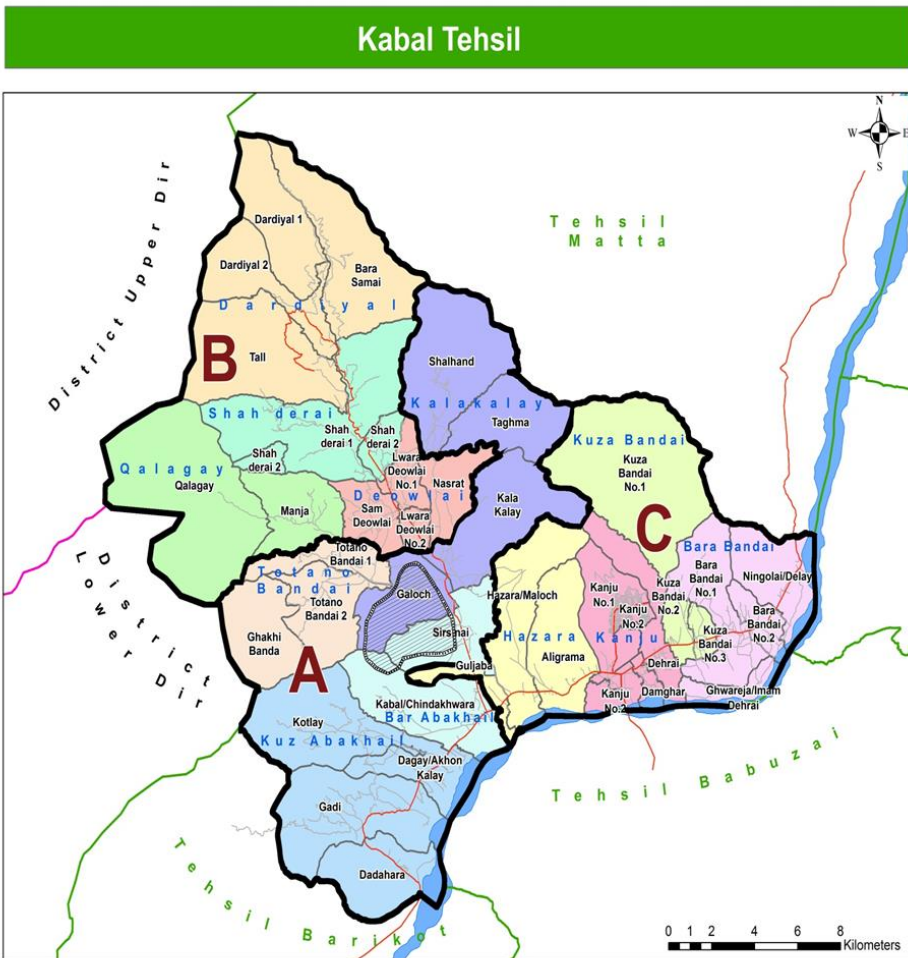 Kabal Tehsil
N
W E
S
District Upper Dir
Tehsil
Matta
Dardiyal 1
Dardiyal 2
Bara
Samai
Dardiyal
B
Tall
Shalhand
Kalakalay
Taghma
Shah derai
Shah
derai 1
Shah
derai 2
Shah
derai 2
Qalagay
Qalagay
Manja
Lwara
Deowlai
No.1
Nasrat
Deowlai
Sam
Deowlai
Lwara
Deowlai
No.2
Kala
Kalay
Kuza Bandai
Kuza
Bandai
No.1
C
Bara Bandai
Bara
Bandai
No.1
Ningolai/Delay
Kuza
Bandai
No.2
Bara
Bandai
No.2
Kuza
Bandai
No.3
Kanju
No.1
Kanju
No.2
Kanju
Dehrai
Kanju
No.2
Damghar
Ghwareja/Imam
Dehrai
Hazara/Maloch
Hazara
Aligrama
District
Lower Dir
Totano
Bandai 1
Totano
Bandai
Totano
Bandai 2
Ghakhi
Banda
Galoch
Sirsinai
Guljaba
A
Kabal/Chindakhwara
Bar Abakhail
Kotlay
Kuz Abakhail
Dagay/Akhon
Kalay
Gadi
Dadahara
Tehsil Babuzai
Tehsil Barikot
0 1 2 4 6 8
Kilometers